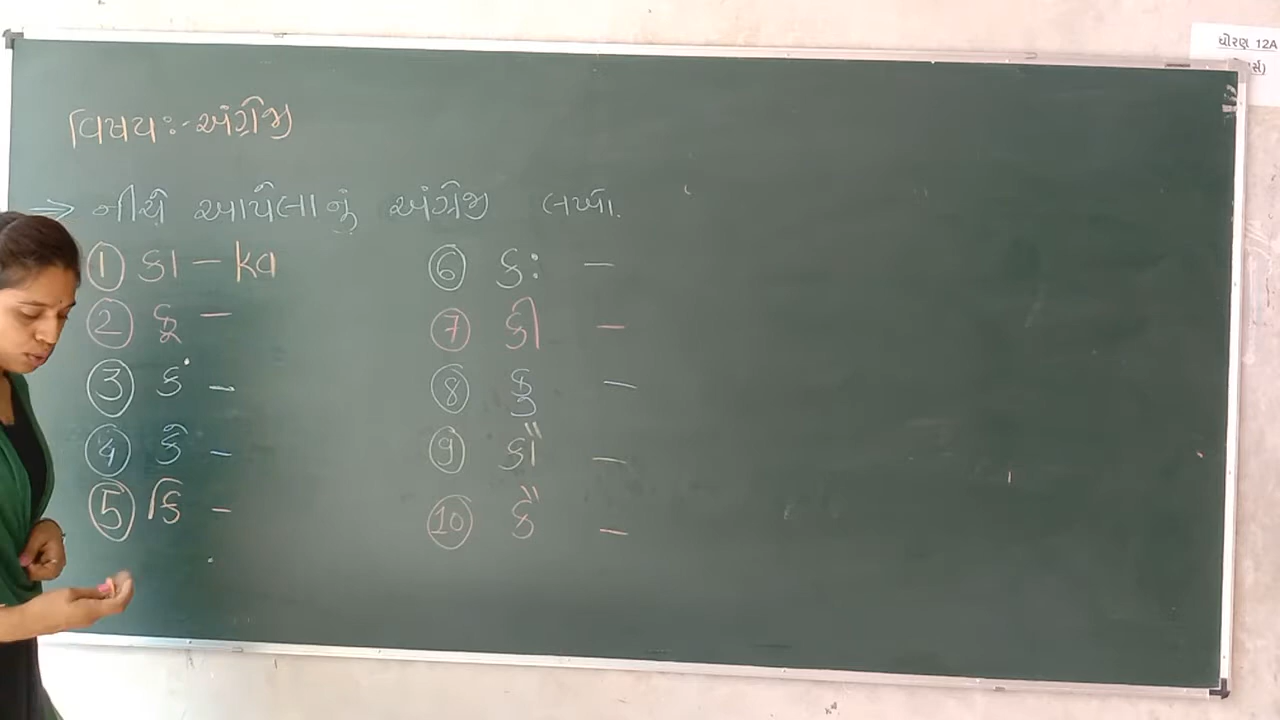 ધોરણ 12A
વિષય:- અંગ્રેજી
→ નીચે આપેલાનું અંગ્રેજી લખો.
① કા – ka
② કૂ –
③ કં –
④ કે –
⑤ કિ –
⑥ કઃ –
⑦ કી –
⑧ કુ –
⑨ કૌ –
⑩ કૈ –